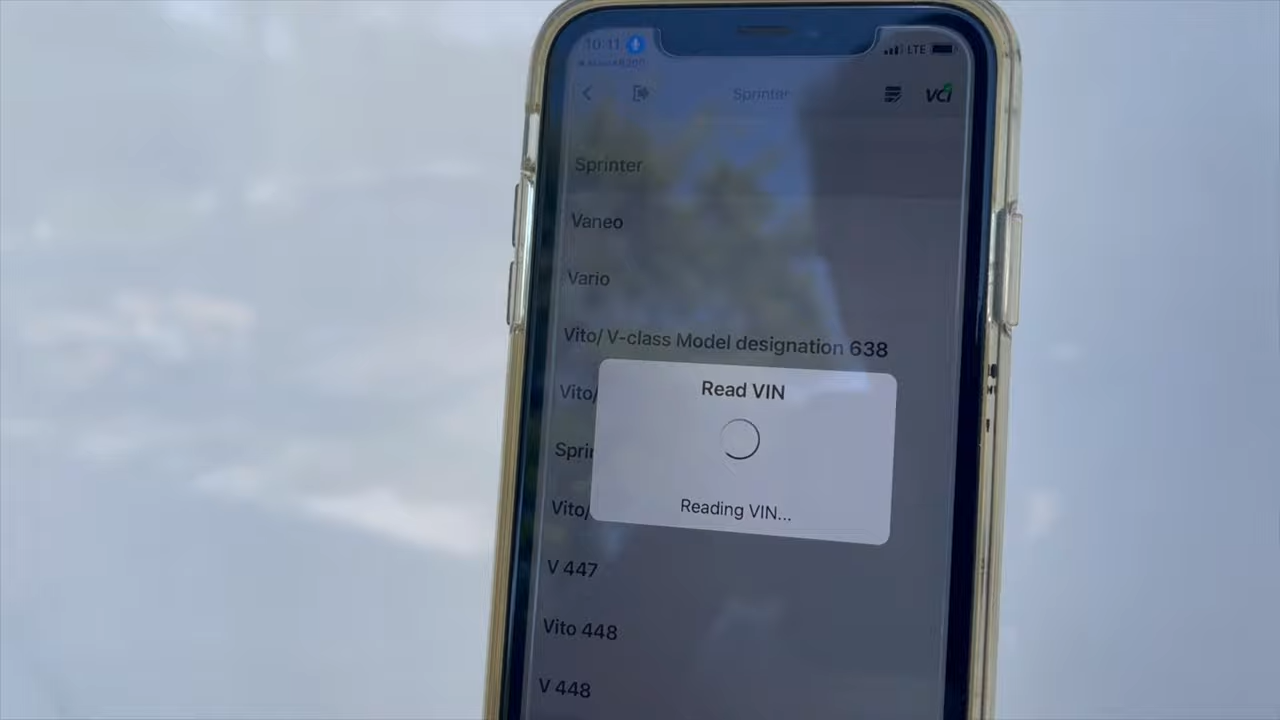 10:11
LTE
Sprinter
VCI
Sprinter
Vaneo
Vario
Vito/ V-class Model designation 638
Vito/
Read VIN
Sprin
Vito/
Reading VIN...
V 447
Vito 448
V 448